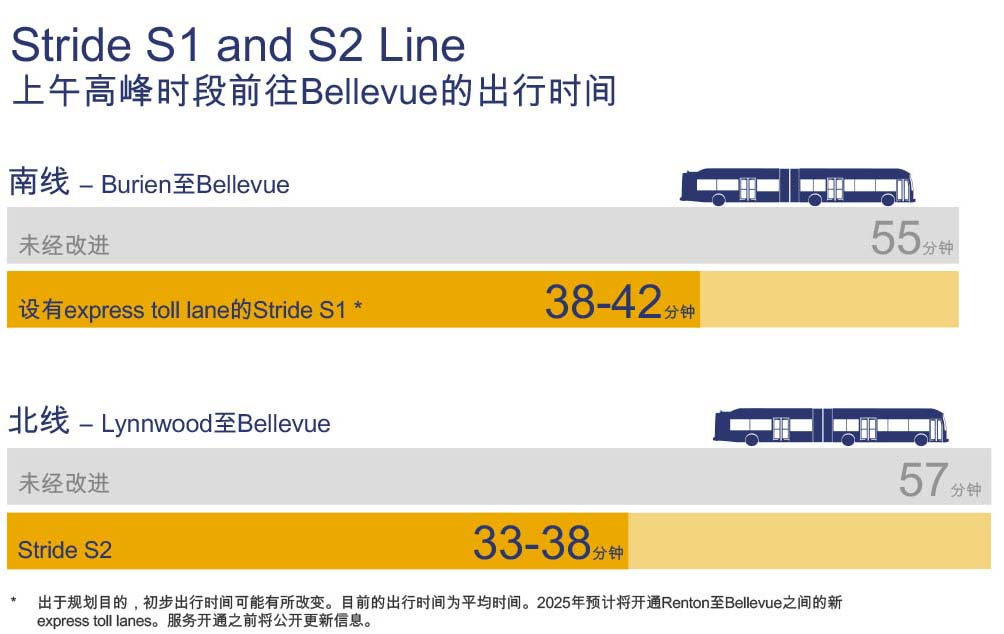 Stride S1 and S2 Line
上午高峰时段前往Bellevue的出行时间
南线 – Burien至Bellevue
未经改进 55分钟
设有express toll lane的Stride S1 * 38-42分钟
北线 – Lynnwood至Bellevue
未经改进 57分钟
Stride S2 33-38分钟
* 出于规划目的，初步出行时间可能有所改变。目前的出行时间为平均时间。2025年预计将开通Renton至Bellevue之间的新
express toll lanes。服务开通之前将公开更新信息。